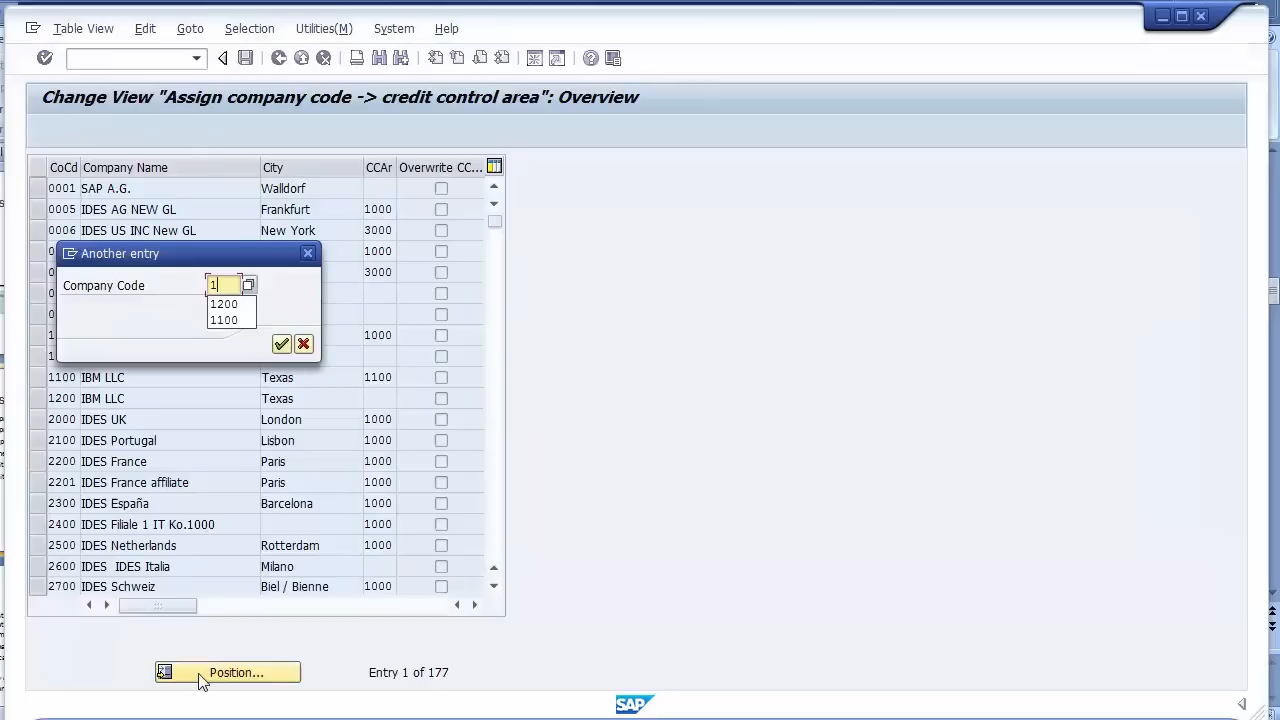 Table View Edit Goto Selection Utilities(M) System Help
Change View "Assign company code -> credit control area": Overview
CoCd Company Name City CCAr Overwrite CC...
0001 SAP A.G. Walldorf
0005 IDES AG NEW GL Frankfurt 1000
0006 IDES US INC New GL New York 3000
Another entry
0 1000
0 3000
Company Code 1
0
1200
0
1100
1 1000
1
1100 IBM LLC Texas 1100
1200 IBM LLC Texas
2000 IDES UK London 1000
2100 IDES Portugal Lisbon 1000
2200 IDES France Paris 1000
2201 IDES France affiliate Paris 1000
2300 IDES España Barcelona 1000
2400 IDES Filiale 1 IT Ko.1000 1000
2500 IDES Netherlands Rotterdam 1000
2600 IDES IDES Italia Milano
2700 IDES Schweiz Biel / Bienne 1000
Position... Entry 1 of 177
SAP